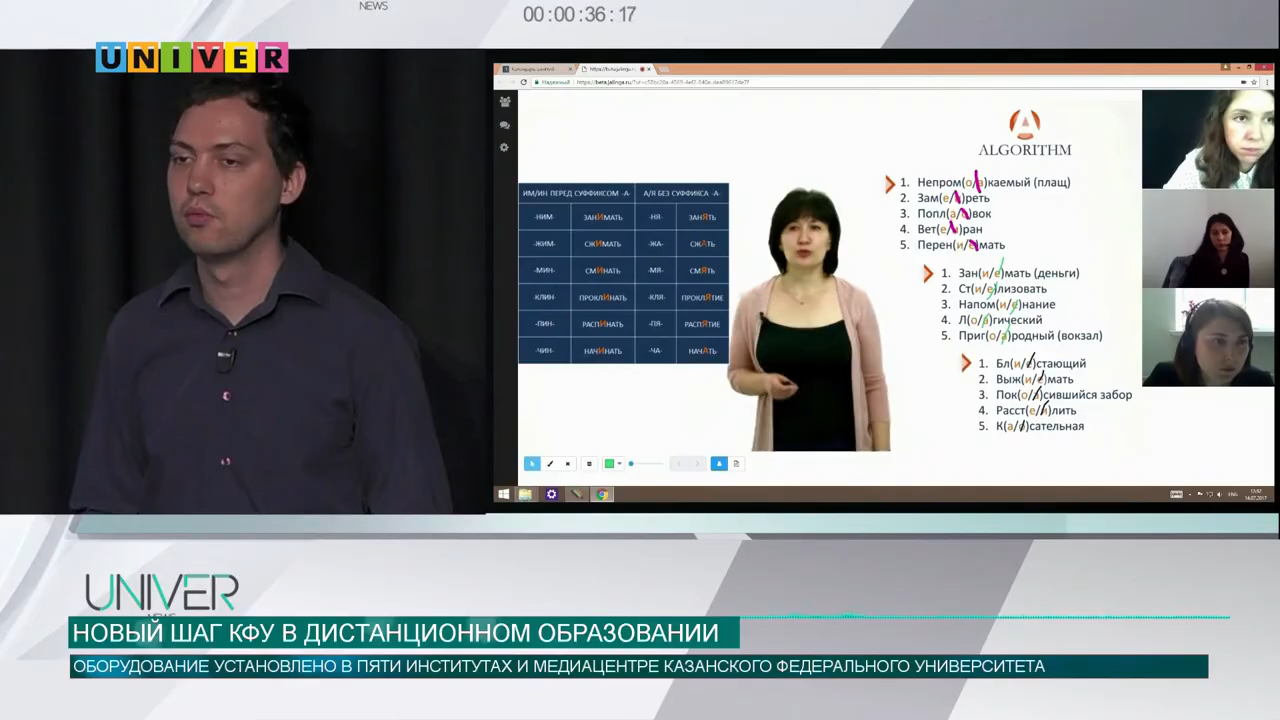 NEWS
00:00:36:17
UNIVER
Надежный
ALGORITHM
ИМ/ИН ПЕРЕД СУФФИКСОМ -А-
А/Я БЕЗ СУФФИКСА -А-
-НИМ- ЗАНИМАТЬ -НЯ- ЗАНЯТЬ
-ЖИМ- СЖИМАТЬ -ЖА- СЖАТЬ
-МИН- СМИНАТЬ -МЯ- СМЯТЬ
-КЛИН- ПРОКЛИНАТЬ -КЛЯ- ПРОКЛЯТИЕ
-ПИН- РАСПИНАТЬ -ПЯ- РАСПЯТИЕ
-ЧИН- НАЧИНАТЬ -ЧА- НАЧАТЬ
1. Непром(о/а)каемый (плащ)
2. Зам(е/и)реть
3. Попл(а/о)вок
4. Вет(е/и)ран
5. Перен(и/е)мать
1. Зан(и/е)мать (деньги)
2. Ст(и/е)лизовать
3. Напом(и/е)нание
4. Л(о/а)гический
5. Приг(о/а)родный (вокзал)
1. Бл(и/е)стающий
2. Выж(и/е)мать
3. Пок(о/а)сившийся забор
4. Расст(е/и)лить
5. К(а/о)сательная
ENG
14.07.2017
UNIVER
НОВЫЙ ШАГ КФУ В ДИСТАНЦИОННОМ ОБРАЗОВАНИИ
ОБОРУДОВАНИЕ УСТАНОВЛЕНО В ПЯТИ ИНСТИТУТАХ И МЕДИАЦЕНТРЕ КАЗАНСКОГО ФЕДЕРАЛЬНОГО УНИВЕРСИТЕТА